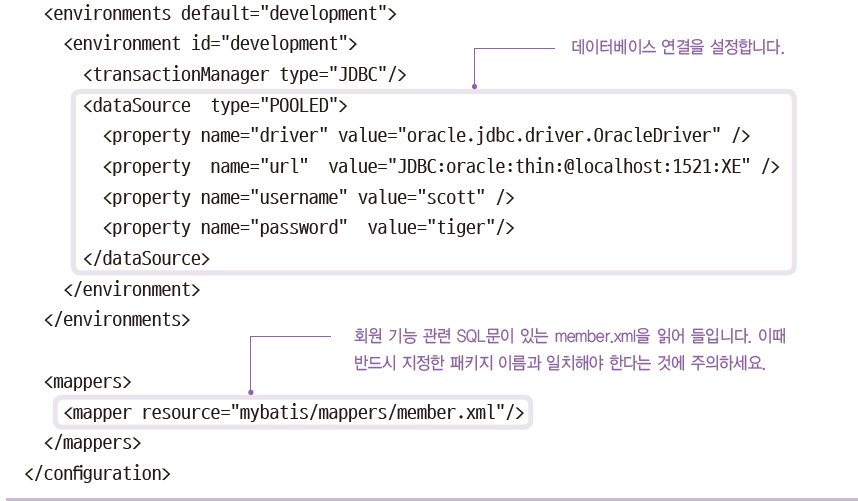 <environments default="development">
<environment id="development">
데이터베이스 연결을 설정합니다.
<transactionManager type="JDBC"/>
<dataSource  type="POOLED">
<property name="driver" value="oracle.jdbc.driver.OracleDriver" />
<property  name="url"  value="JDBC:oracle:thin:@localhost:1521:XE" />
<property name="username" value="scott" />
<property name="password"  value="tiger"/>
</dataSource>
</environment>
</environments>
회원 기능 관련 SQL문이 있는 member.xml을 읽어 들입니다. 이때
반드시 지정한 패키지 이름과 일치해야 한다는 것에 주의하세요.
<mappers>
<mapper resource="mybatis/mappers/member.xml"/>
</mappers>
</configuration>